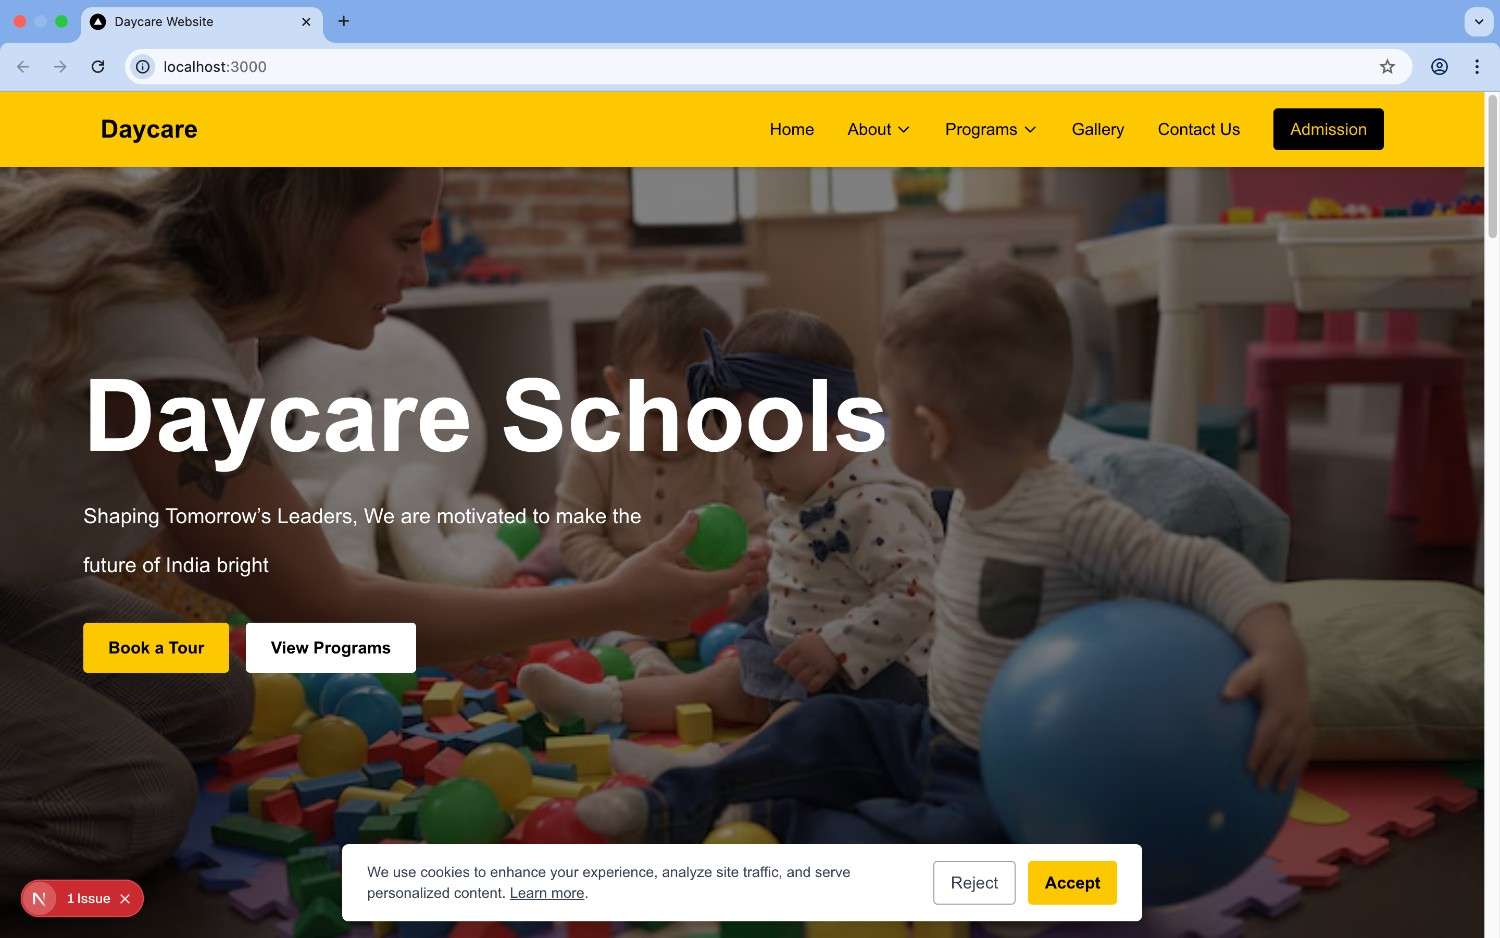 Daycare Website
localhost:3000
Daycare
Home
About
Programs
Gallery
Contact Us
Admission
Daycare Schools
Shaping Tomorrow’s Leaders, We are motivated to make the
future of India bright
Book a Tour
View Programs
We use cookies to enhance your experience, analyze site traffic, and serve
personalized content. Learn more.
Reject
Accept
N
1 Issue